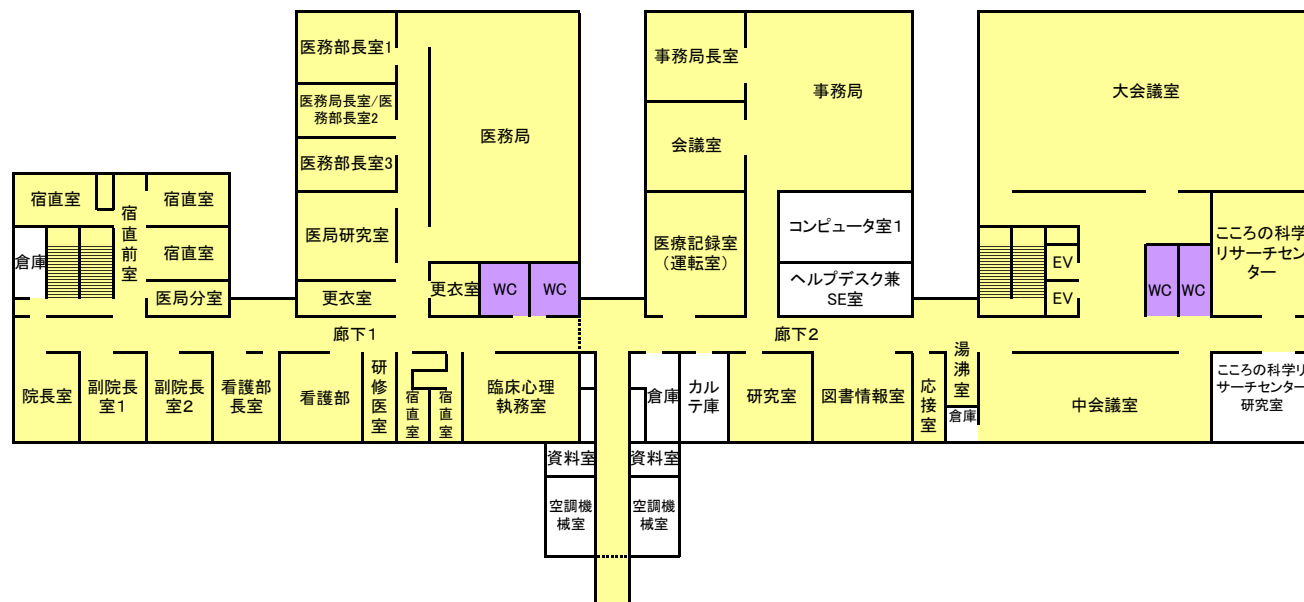 医務部長室1
医務局長室/医
務部長室2
医務部長室3
医局研究室
更衣室
医務局
更衣室
WC
WC
事務局長室
会議室
医療記録室
（運転室）
事務局
コンピュータ室1
ヘルプデスク兼
SE室
大会議室
こころの科学
リサーチセン
ター
EV
EV
WC
WC
宿直室
宿直室
宿直前室
宿直室
倉庫
医局分室
廊下1
廊下2
院長室
副院長
室1
副院長
室2
看護部
長室
看護部
研修医室
宿直室
宿直室
臨床心理
執務室
倉庫
カル
テ庫
研究室
図書情報室
応接室
湯沸室
倉庫
中会議室
こころの科学リ
サーチセンター
研究室
資料室
資料室
空調機
械室
空調機
械室